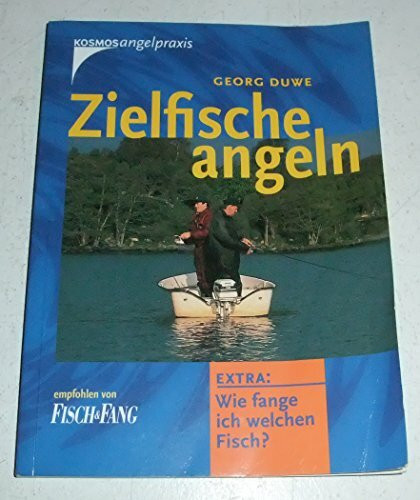 KOSMOSangelpraxis
GEORG DUWE
Zielfische
angeln
EXTRA:
Wie fange
ich welchen
Fisch?
empfohlen von
FISCH&FANG